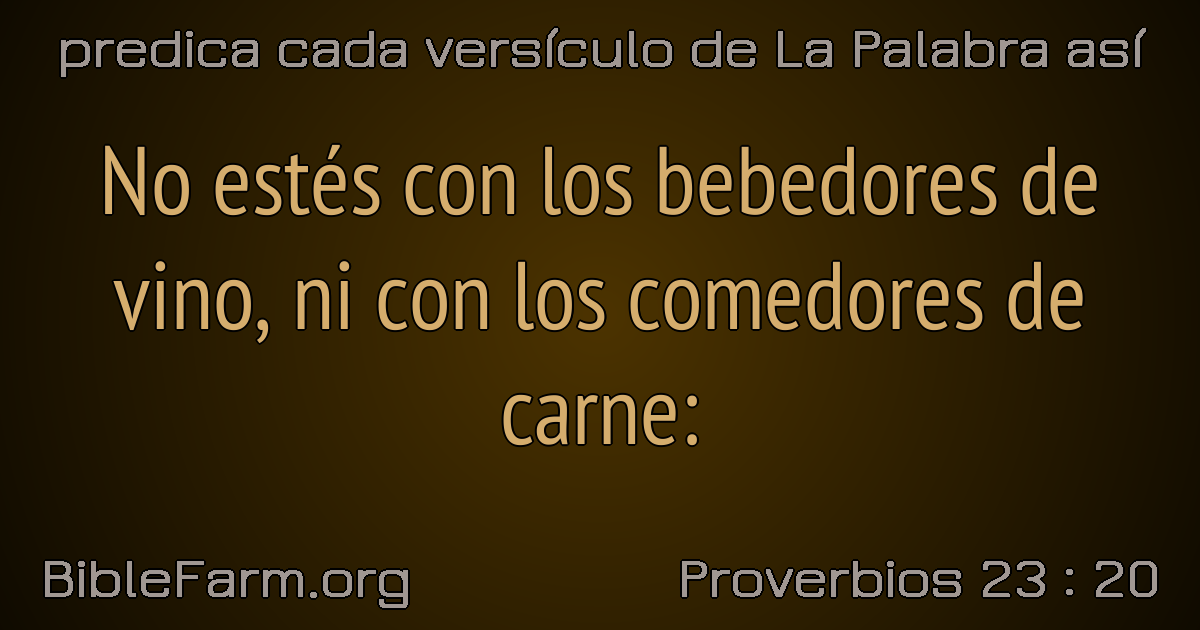 predica cada versículo de La Palabra así
No estés con los bebedores de
vino, ni con los comedores de
carne:
BibleFarm.org
Proverbios 23 : 20